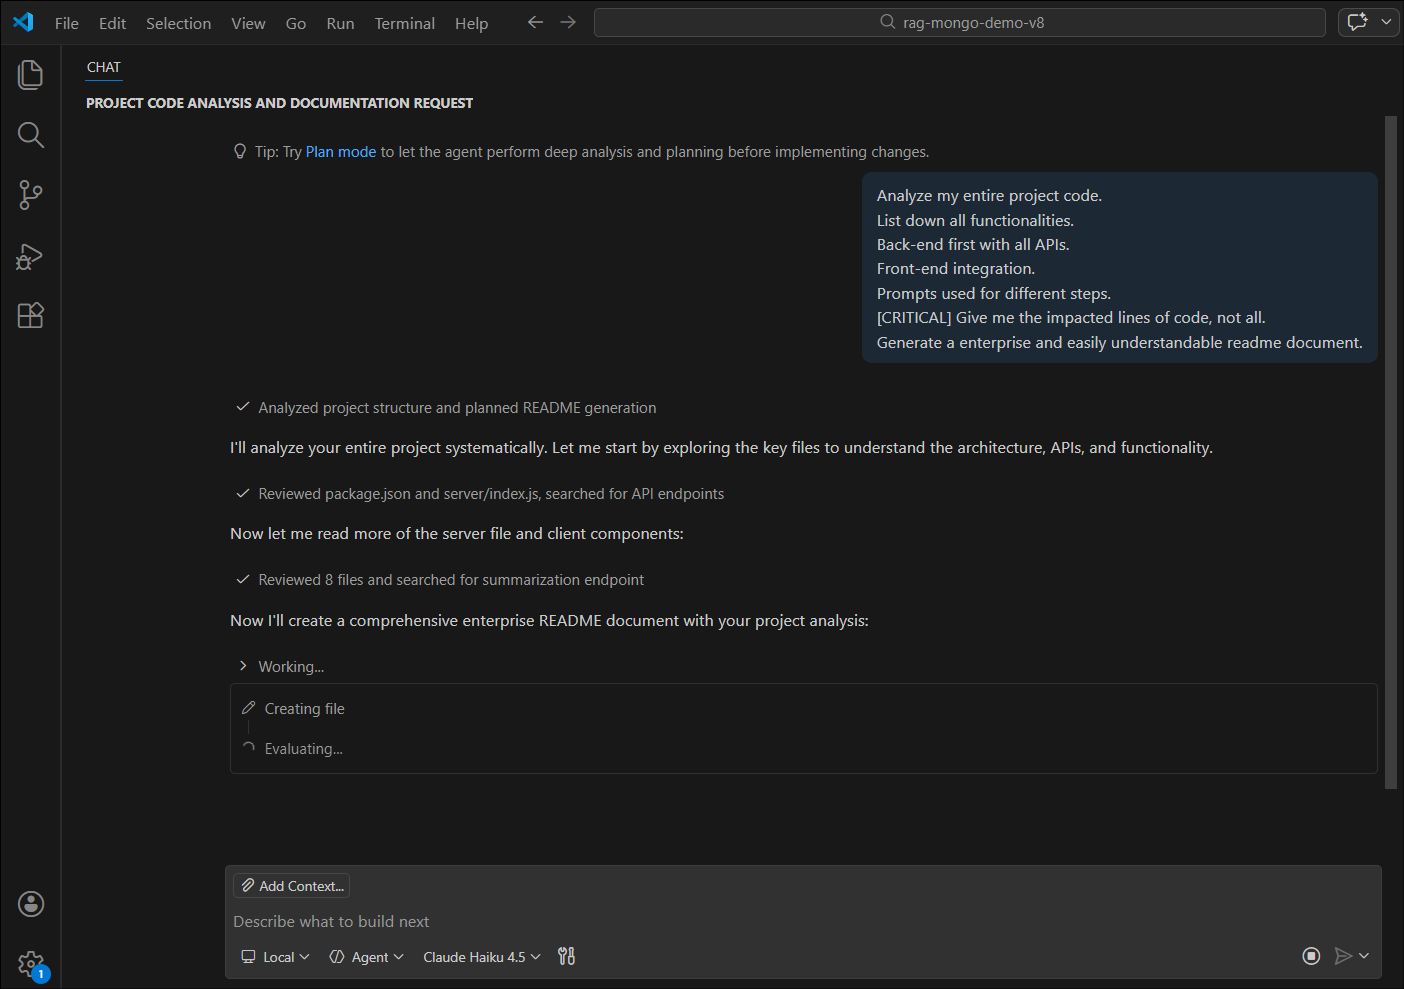 File Edit Selection View Go Run Terminal Help rag-mongo-demo-v8
CHAT
PROJECT CODE ANALYSIS AND DOCUMENTATION REQUEST
Tip: Try Plan mode to let the agent perform deep analysis and planning before implementing changes.
Analyze my entire project code.
List down all functionalities.
Back-end first with all APIs.
Front-end integration.
Prompts used for different steps.
[CRITICAL] Give me the impacted lines of code, not all.
Generate a enterprise and easily understandable readme document.
Analyzed project structure and planned README generation
I'll analyze your entire project systematically. Let me start by exploring the key files to understand the architecture, APIs, and functionality.
Reviewed package.json and server/index.js, searched for API endpoints
Now let me read more of the server file and client components:
Reviewed 8 files and searched for summarization endpoint
Now I'll create a comprehensive enterprise README document with your project analysis:
Working...
Creating file
Evaluating...
Add Context...
Describe what to build next
Local Agent Claude Haiku 4.5
1